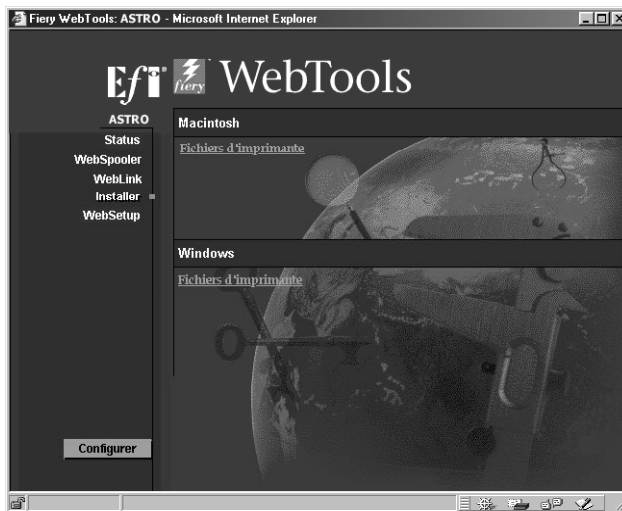 Fiery WebTools: ASTRO - Microsoft Internet Explorer
Efi fiery WebTools
ASTRO
Status
WebSpooler
WebLink
Installer
WebSetup
Configurer
Macintosh
Fichiers d'imprimante
Windows
Fichiers d'imprimante